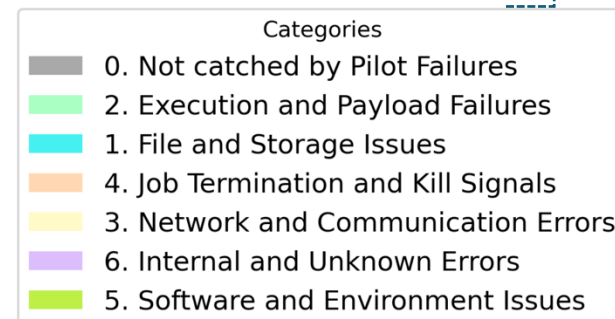 Categories
0. Not catched by Pilot Failures
2. Execution and Payload Failures
1. File and Storage Issues
4. Job Termination and Kill Signals
3. Network and Communication Errors
6. Internal and Unknown Errors
5. Software and Environment Issues